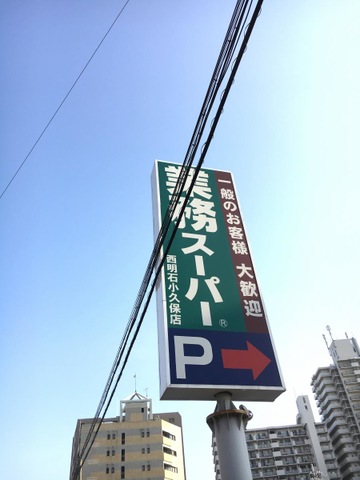 一般のお客様 大歓迎
業務スーパー®
西明石小久保店
P